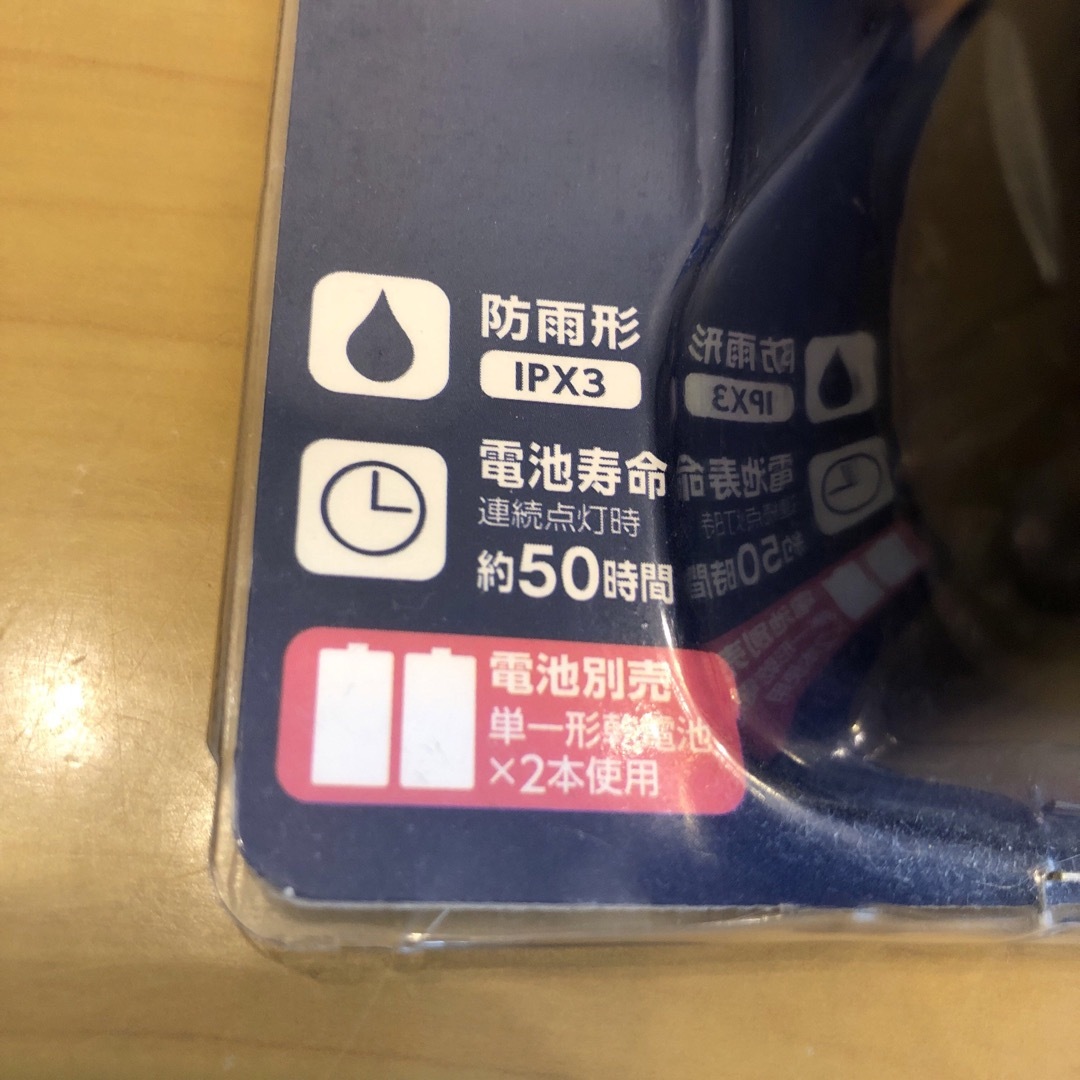 防雨形
IPX3
電池寿命
連続点灯時
約50時間
電池別売
単一形乾電池
×2本使用